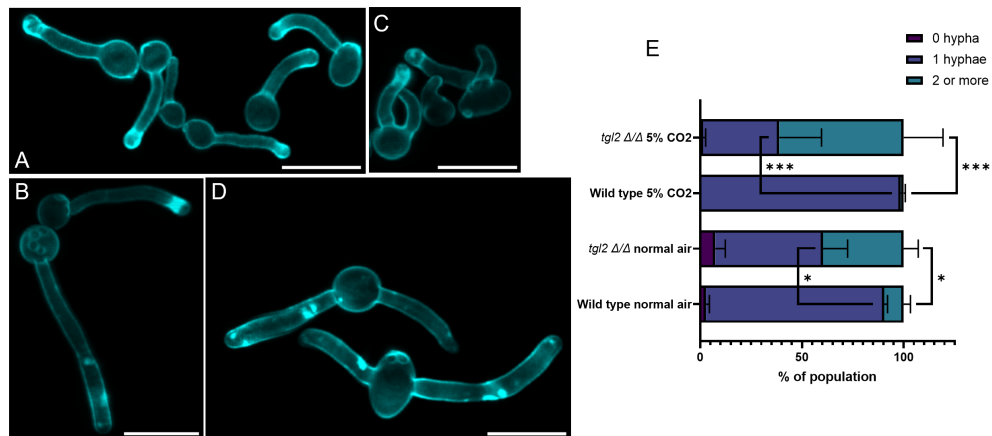 A
B
C
D
E
0 hypha
1 hyphae
2 or more
tgl2 Δ/Δ 5% CO2
***
***
Wild type 5% CO2
tgl2 Δ/Δ normal air
*
*
Wild type normal air
0 50 100
% of population